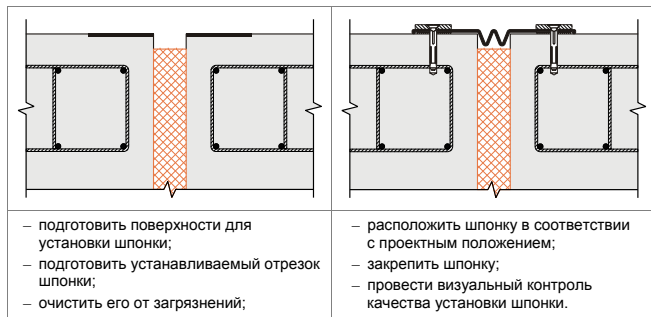 – подготовить поверхности для
установки шпонки;
– подготовить устанавливаемый отрезок
шпонки;
– очистить его от загрязнений;
– расположить шпонку в соответствии
с проектным положением;
– закрепить шпонку;
– провести визуальный контроль
качества установки шпонки.